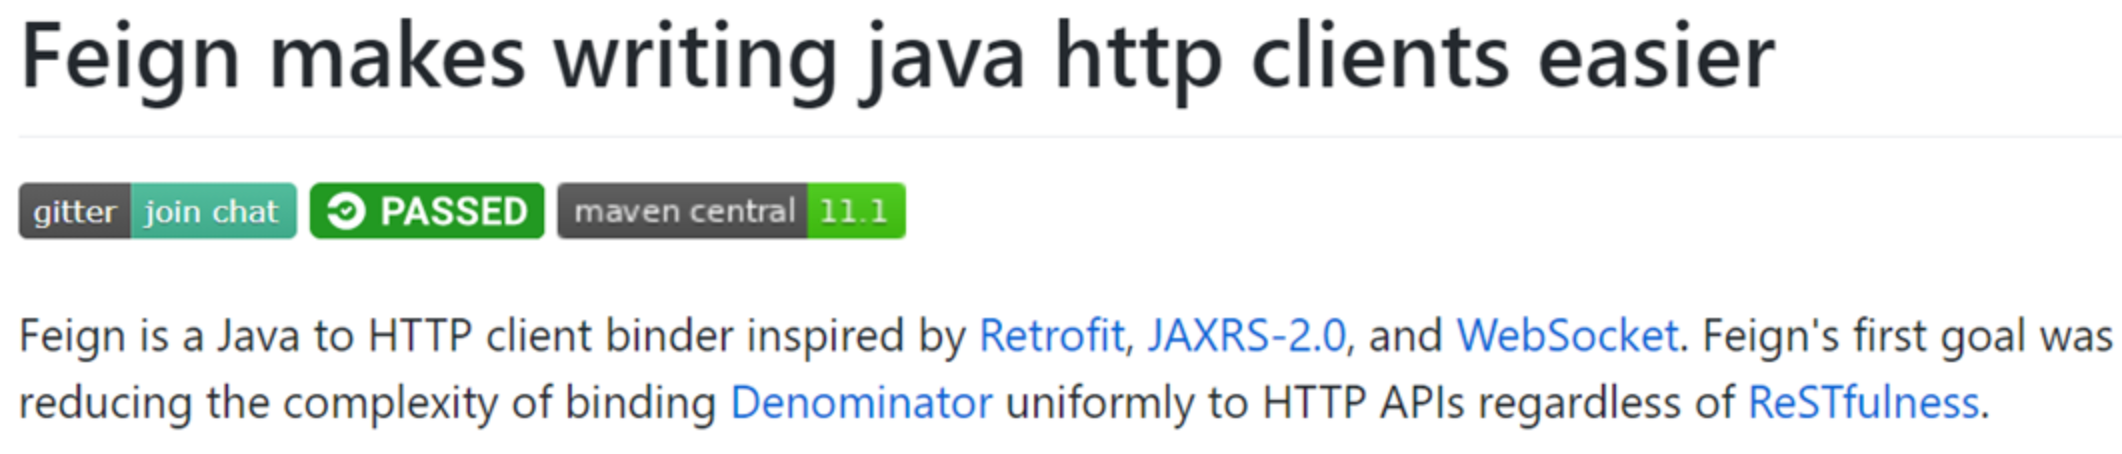 Feign makes writing java http clients easier
gitter join chat PASSED maven central 11.1
Feign is a Java to HTTP client binder inspired by Retrofit, JAXRS-2.0, and WebSocket. Feign's first goal was
reducing the complexity of binding Denominator uniformly to HTTP APIs regardless of ReSTfulness.